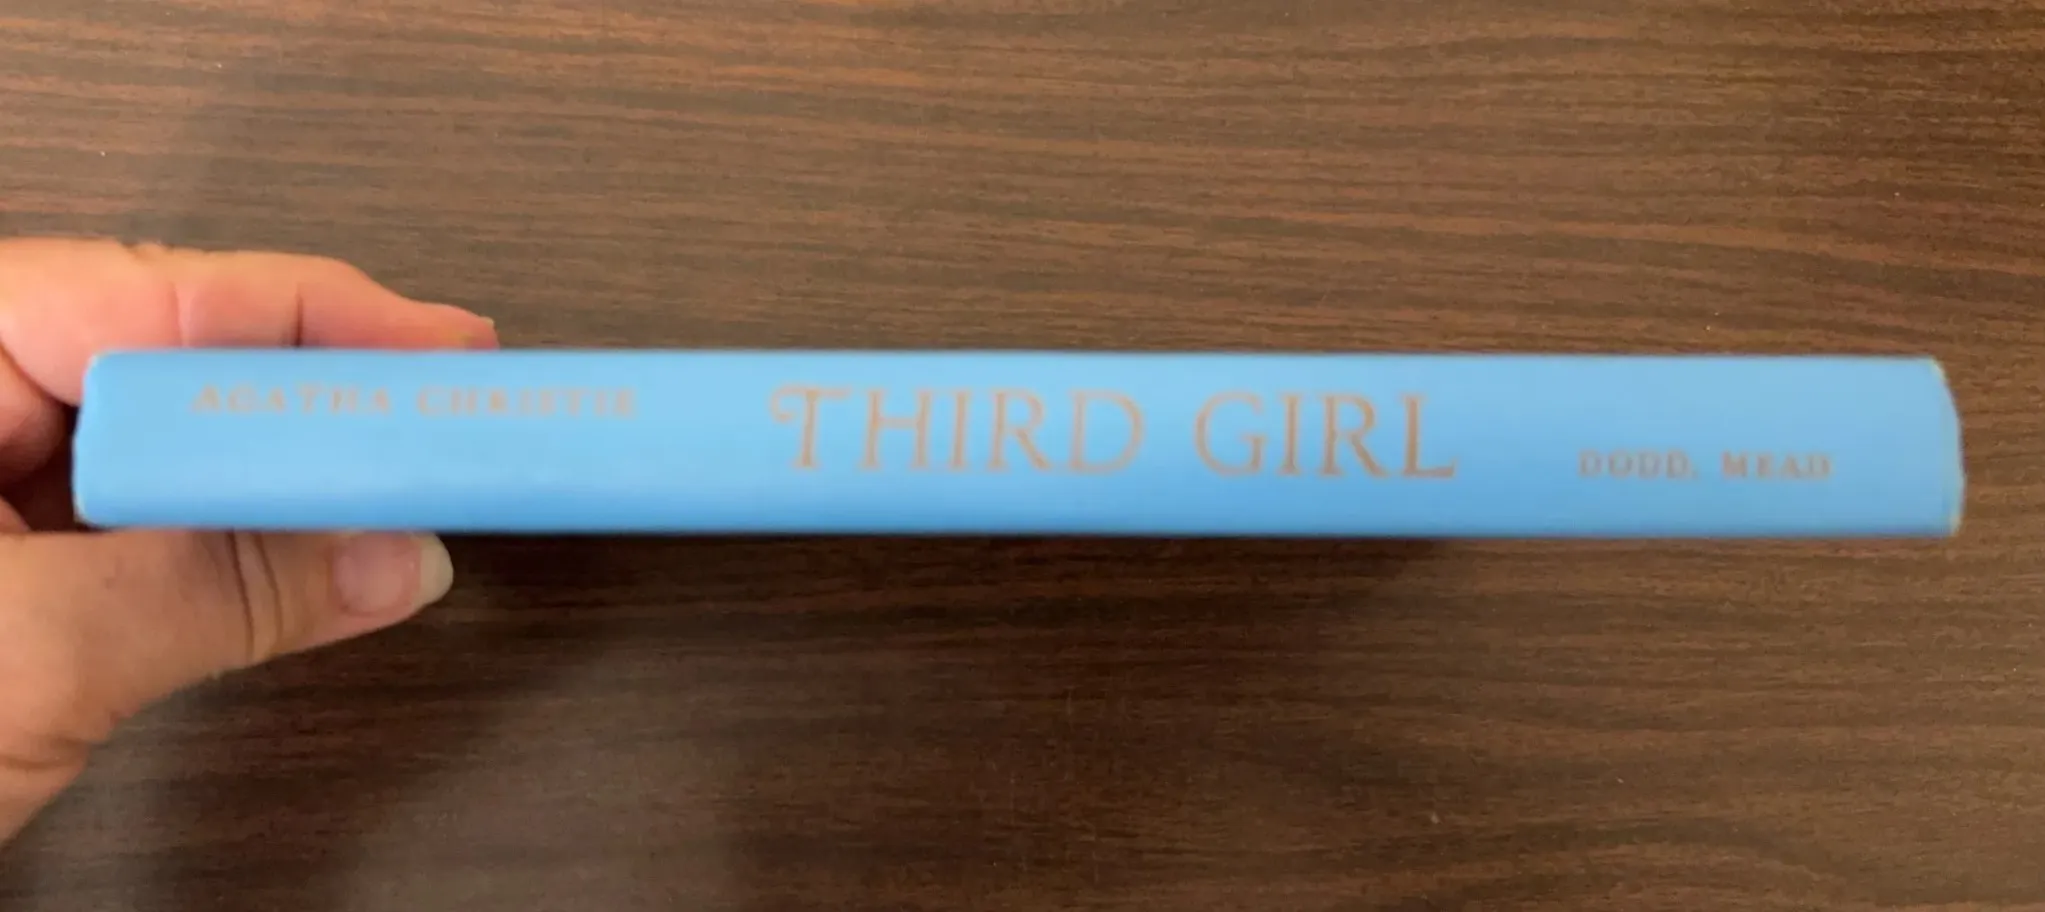 AGATHA CHRISTIE
THIRD GIRL
DODD, MEAD